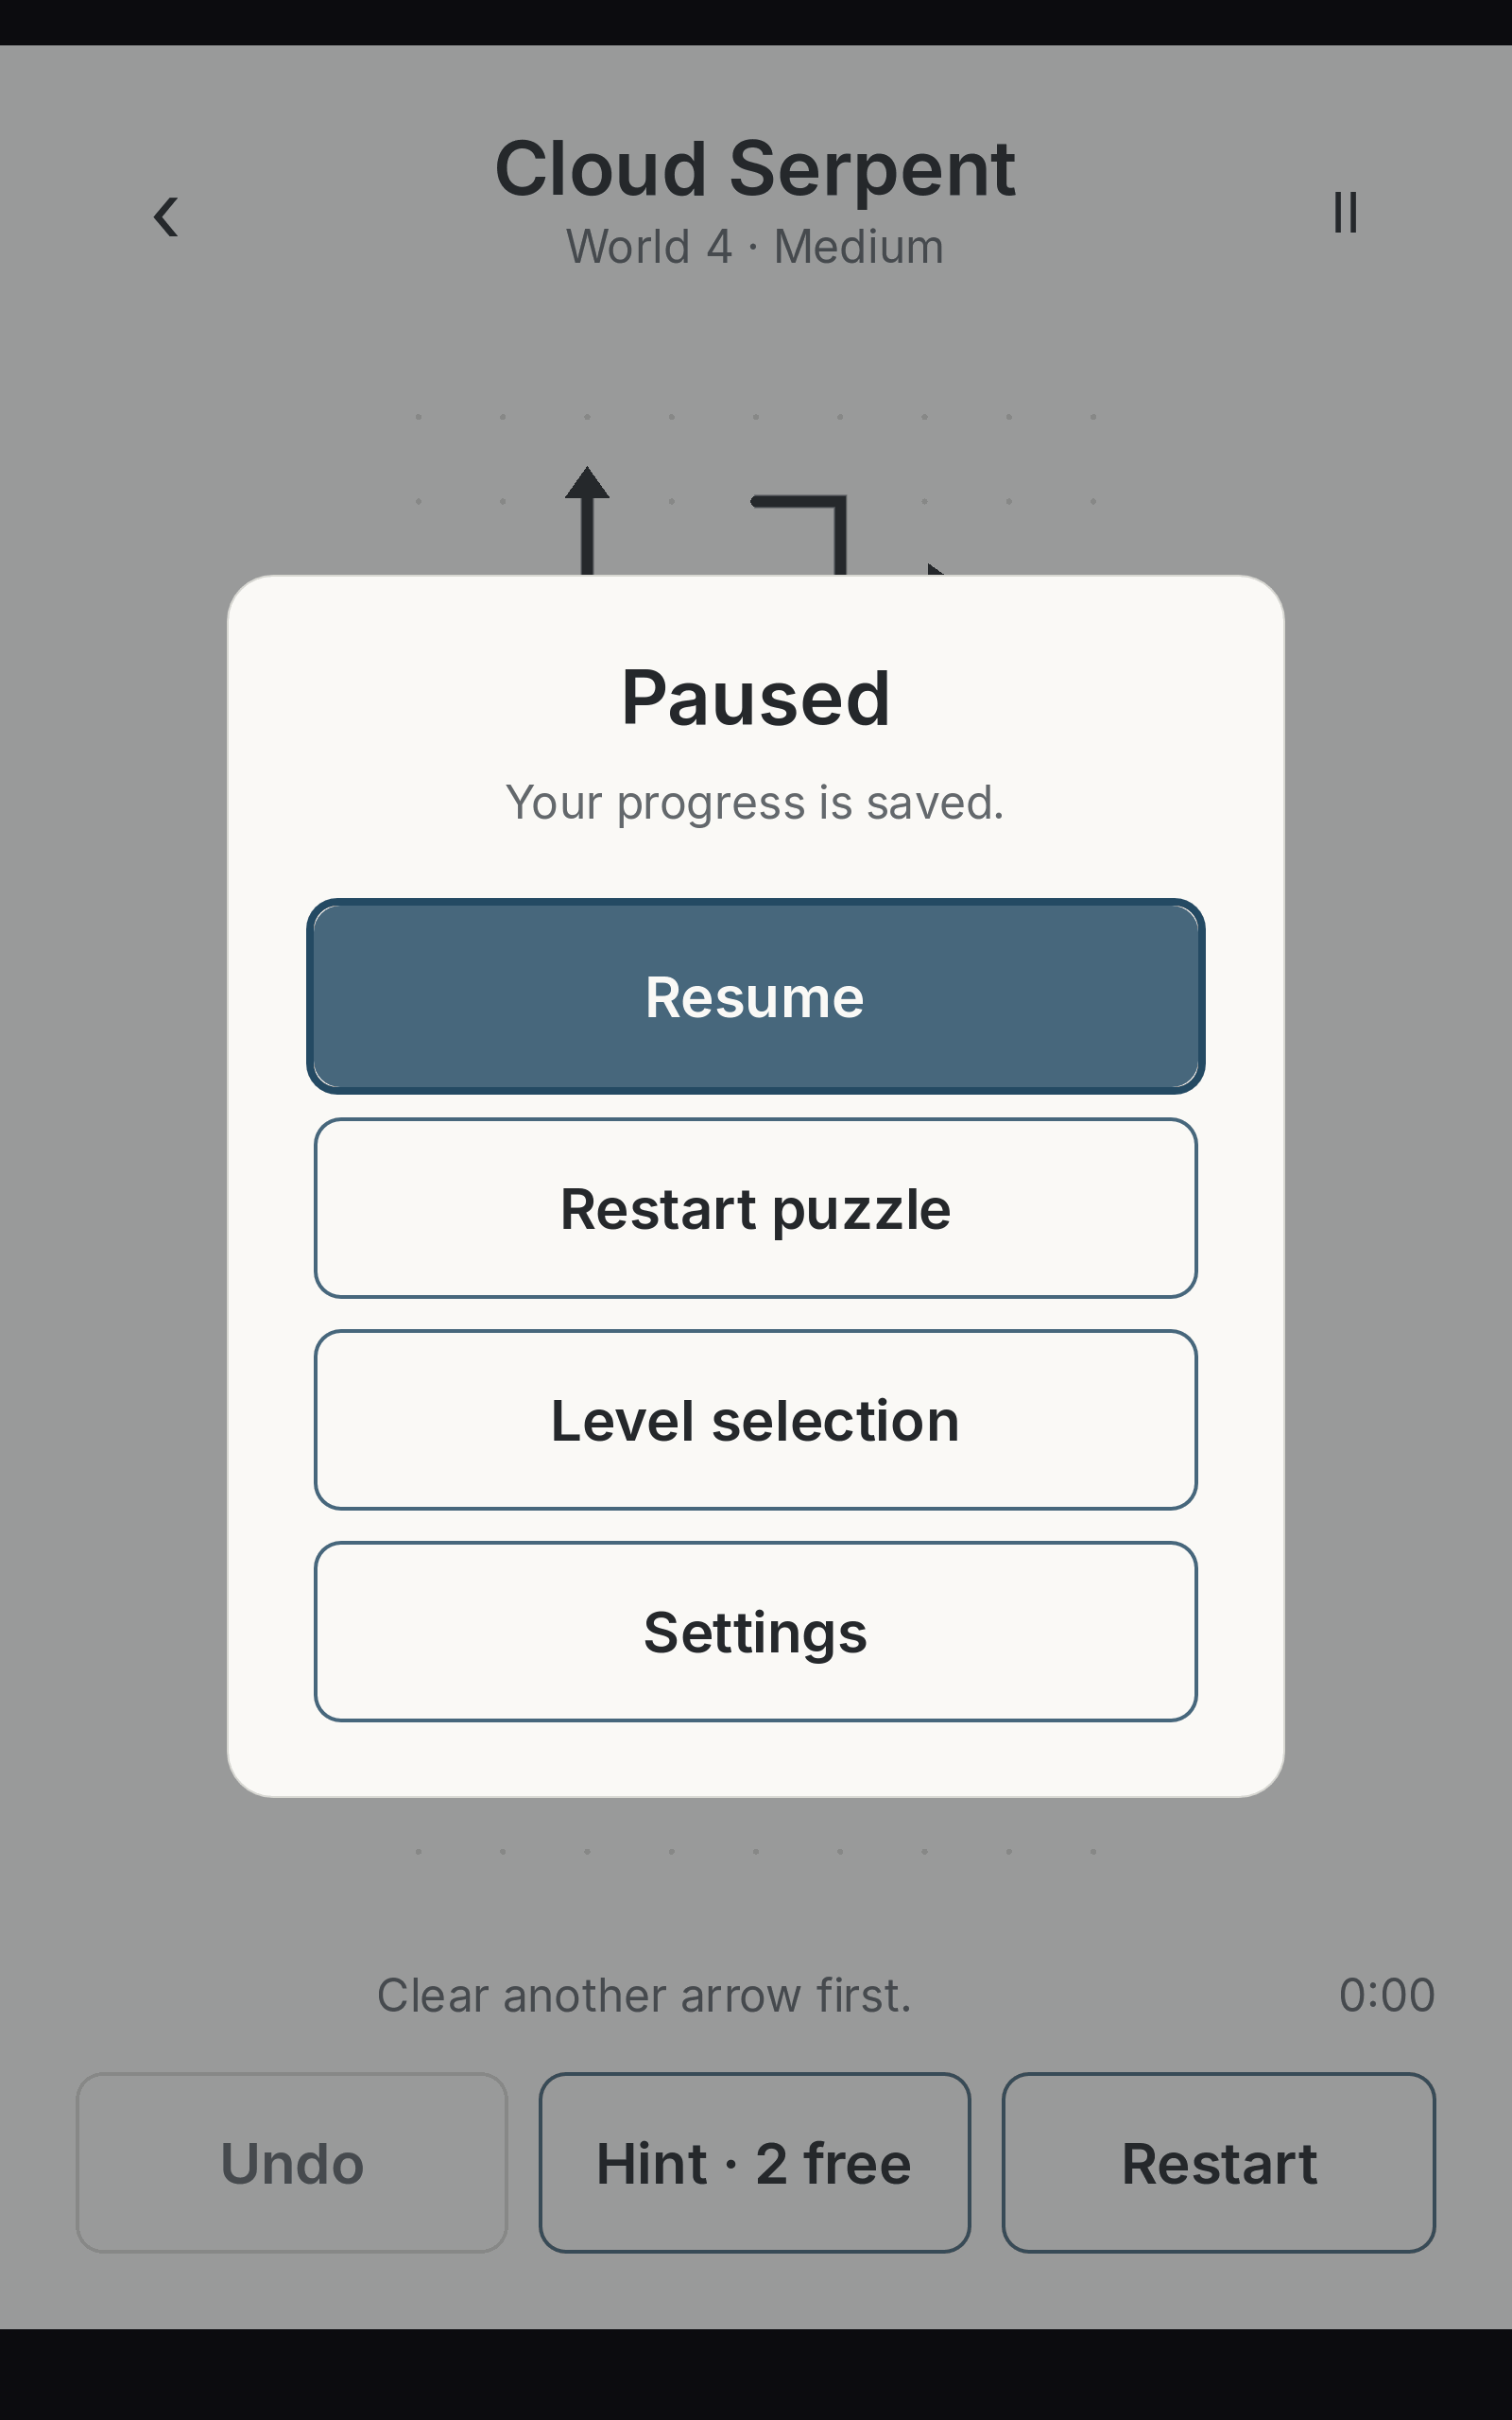 Cloud Serpent
World 4 · Medium
Paused
Your progress is saved.
Resume
Restart puzzle
Level selection
Settings
Clear another arrow first.
0:00
Undo
Hint · 2 free
Restart